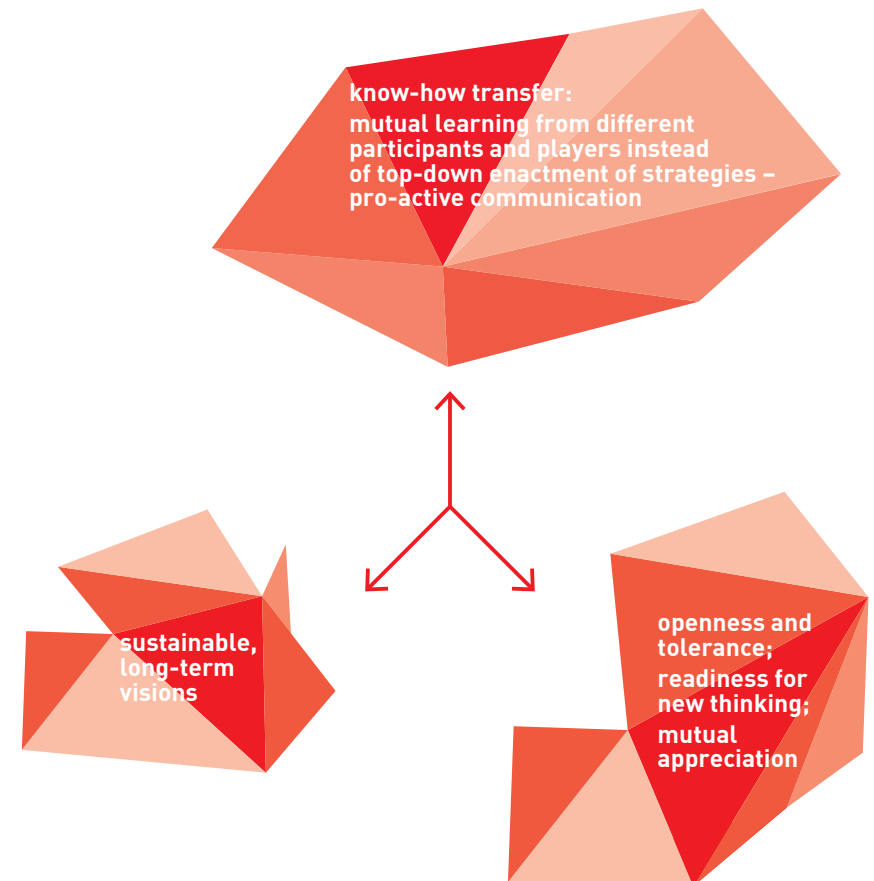 know-how transfer:
mutual learning from different
participants and players instead
of top-down enactment of strategies –
pro-active communication
sustainable,
long-term
visions
openness and
tolerance;
readiness for
new thinking;
mutual
appreciation